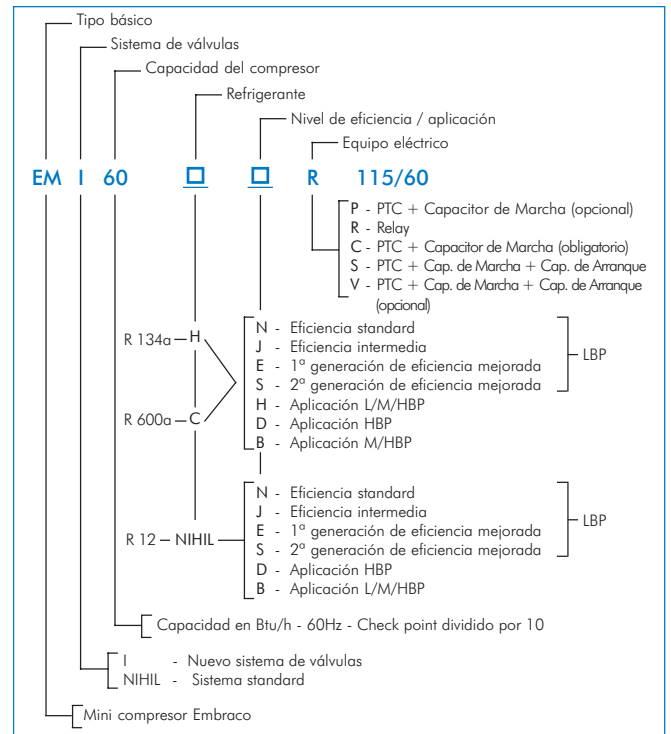 Tipo básico
Sistema de válvulas
Capacidad del compresor
Refrigerante
Nivel de eficiencia / aplicación
Equipo eléctrico
EM I 60 R 115/60
P - PTC + Capacitor de Marcha (opcional)
R - Relay
C - PTC + Capacitor de Marcha (obligatorio)
S - PTC + Cap. de Marcha + Cap. de Arranque
V - PTC + Cap. de Marcha + Cap. de Arranque
(opcional)
R 134a H
R 600a C
N - Eficiencia standard
J - Eficiencia intermedia
E - 1ª generación de eficiencia mejorada
S - 2ª generación de eficiencia mejorada
LBP
H - Aplicación L/M/HBP
D - Aplicación HBP
B - Aplicación M/HBP
R 12 NIHIL
N - Eficiencia standard
J - Eficiencia intermedia
E - 1ª generación de eficiencia mejorada
S - 2ª generación de eficiencia mejorada
LBP
D - Aplicación HBP
B - Aplicación L/M/HBP
Capacidad en Btu/h - 60Hz - Check point dividido por 10
I - Nuevo sistema de válvulas
NIHIL - Sistema standard
Mini compresor Embraco